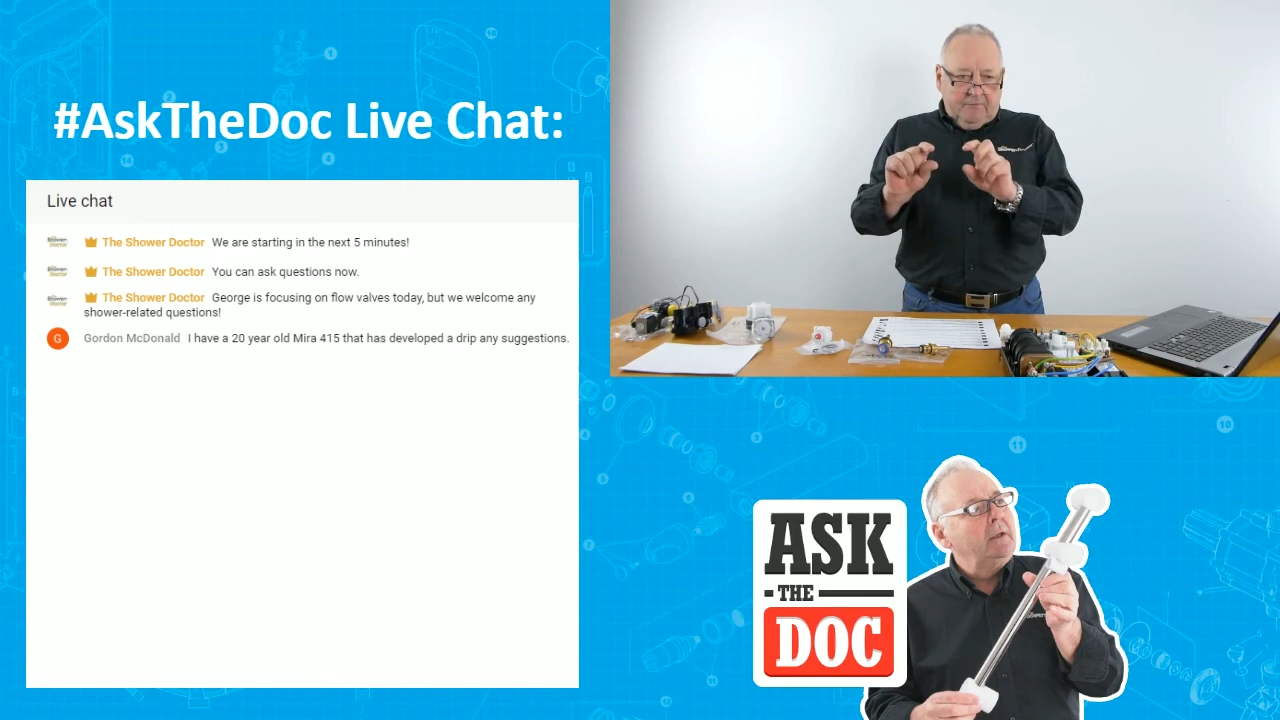 #AskTheDoc Live Chat:
Live chat
The Shower Doctor We are starting in the next 5 minutes!
The Shower Doctor You can ask questions now.
The Shower Doctor George is focusing on flow valves today, but we welcome any
shower-related questions!
G Gordon McDonald I have a 20 year old Mira 415 that has developed a drip any suggestions.
ASK
THE
DOC